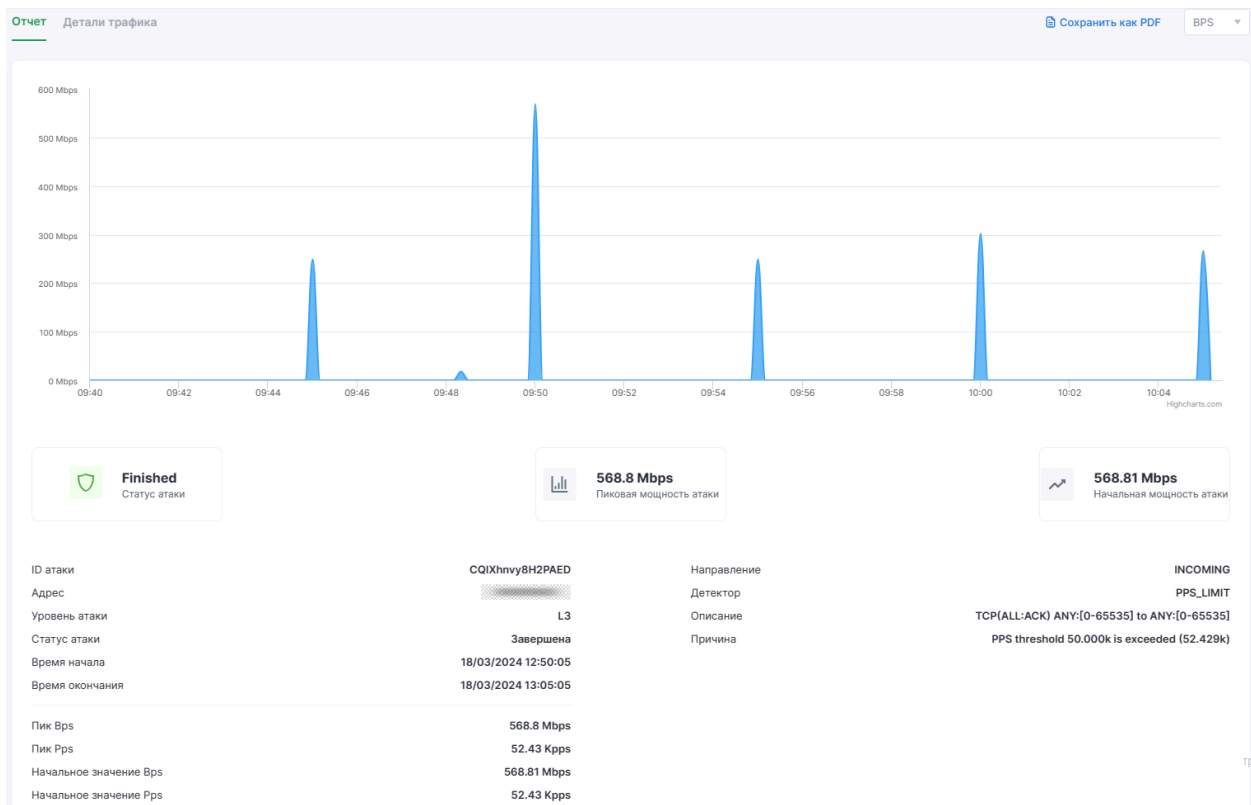 Отчет Детали трафика Сохранить как PDF BPS
600 Mbps
500 Mbps
400 Mbps
300 Mbps
200 Mbps
100 Mbps
0 Mbps
09:40 09:42 09:44 09:46 09:48 09:50 09:52 09:54 09:56 09:58 10:00 10:02 10:04
Highcharts.com
Finished
Статус атаки
568.8 Mbps
Пиковая мощность атаки
568.81 Mbps
Начальная мощность атаки
ID атаки CQIXhnvy8H2PAED
Адрес
Уровень атаки L3
Статус атаки Завершена
Время начала 18/03/2024 12:50:05
Время окончания 18/03/2024 13:05:05
Пик Bps 568.8 Mbps
Пик Pps 52.43 Kpps
Начальное значение Bps 568.81 Mbps
Начальное значение Pps 52.43 Kpps
Направление INCOMING
Детектор PPS_LIMIT
Описание TCP(ALL:ACK) ANY:[0-65535] to ANY:[0-65535]
Причина PPS threshold 50.000k is exceeded (52.429k)